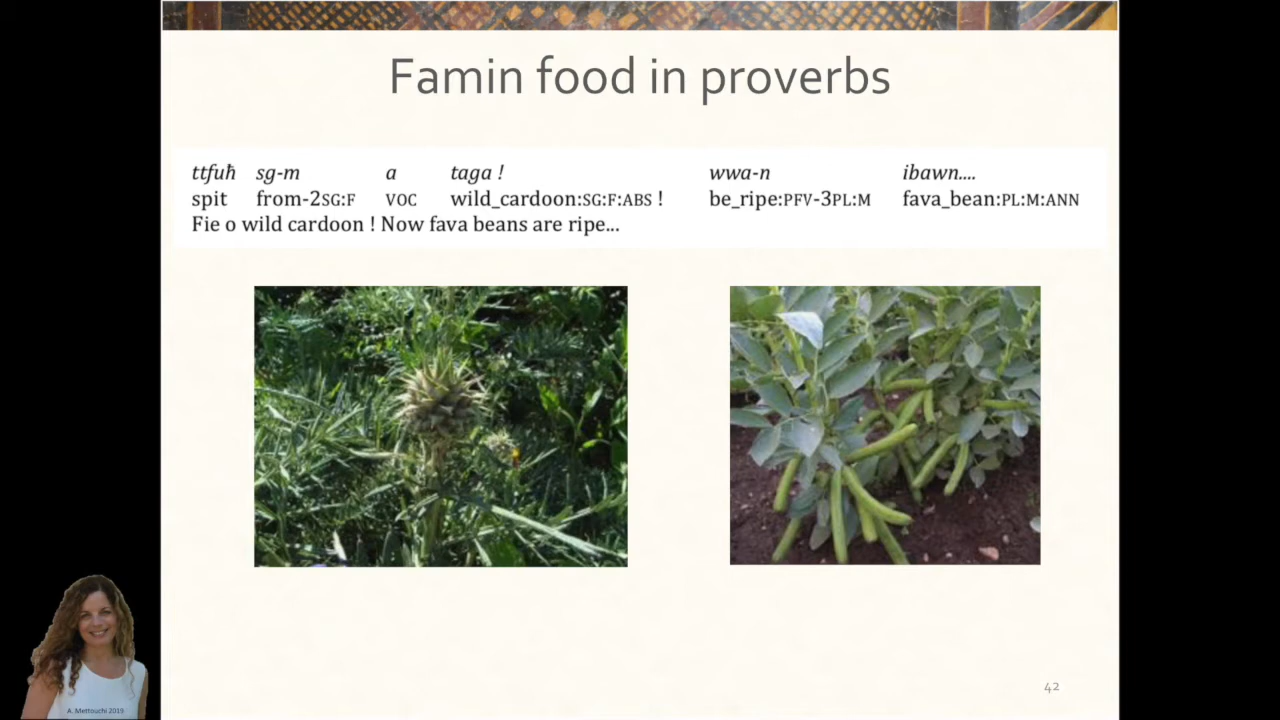 Famin food in proverbs
ttfuħ sg-m a taga ! wwa-n ibawn....
spit from-2SG:F VOC wild_cardoon:SG:F:ABS ! be_ripe:PFV-3PL:M fava_bean:PL:M:ANN
Fie o wild cardoon ! Now fava beans are ripe...
A. Mettouchi 2019
42